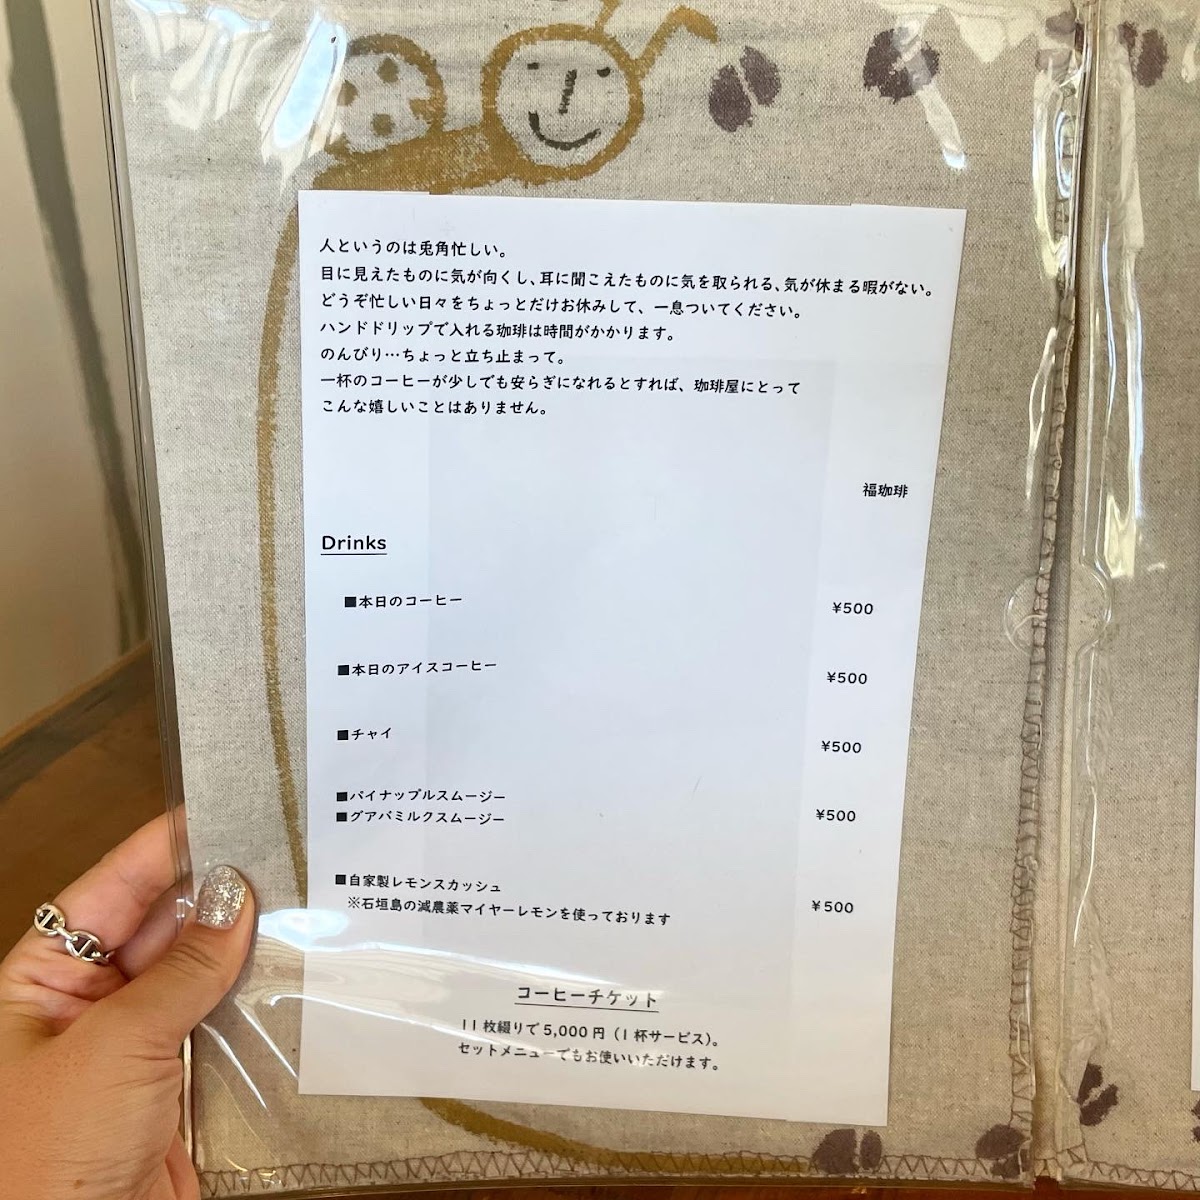 人というのは兎角忙しい。
目に見えたものに気が向くし、耳に聞こえたものに気を取られる、気が休まる暇がない。
どうぞ忙しい日々をちょっとだけお休みして、一息ついてください。
ハンドドリップで入れる珈琲は時間がかかります。
のんびり…ちょっと立ち止まって。
一杯のコーヒーが少しでも安らぎになれるとすれば、珈琲屋にとって
こんな嬉しいことはありません。
福珈琲
Drinks
■本日のコーヒー ¥500
■本日のアイスコーヒー ¥500
■チャイ ¥500
■パイナップルスムージー
■グアバミルクスムージー ¥500
■自家製レモンスカッシュ
※石垣島の減農薬マイヤーレモンを使っております ¥500
コーヒーチケット
11枚綴りで5,000円（1杯サービス）。
セットメニューでもお使いいただけます。